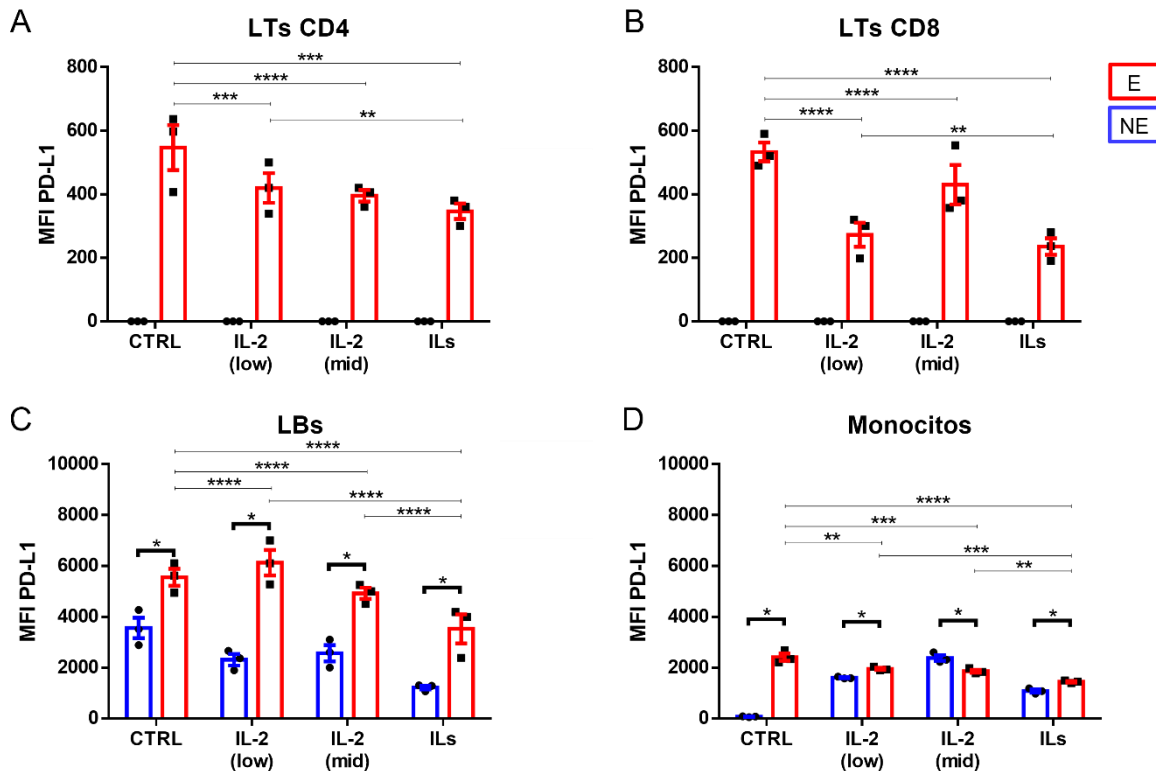 A
LTs CD4
MFI PD-L1
800
600
400
200
0
***
****
***
**
CTRL
IL-2
(low)
IL-2
(mid)
ILs
B
LTs CD8
MFI PD-L1
800
600
400
200
0
****
****
****
**
CTRL
IL-2
(low)
IL-2
(mid)
ILs
E
NE
C
LBs
MFI PD-L1
10000
8000
6000
4000
2000
0
****
****
****
****
****
*
*
*
*
CTRL
IL-2
(low)
IL-2
(mid)
ILs
D
Monocitos
MFI PD-L1
10000
8000
6000
4000
2000
0
****
***
**
***
**
*
*
*
*
CTRL
IL-2
(low)
IL-2
(mid)
ILs